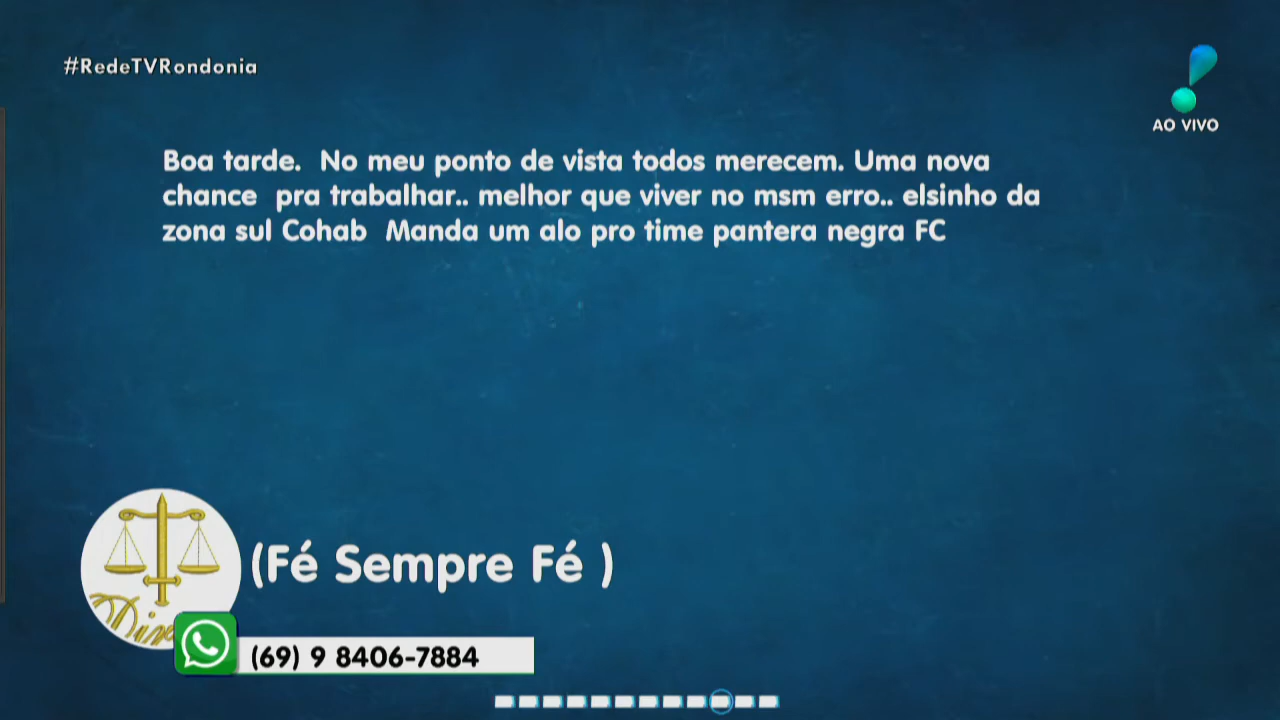 #RedeTVRondonia
AO VIVO
Boa tarde.  No meu ponto de vista todos merecem. Uma nova
chance  pra trabalhar.. melhor que viver no msm erro.. elsinho da
zona sul Cohab  Manda um alo pro time pantera negra FC
(Fé Sempre Fé )
(69) 9 8406-7884